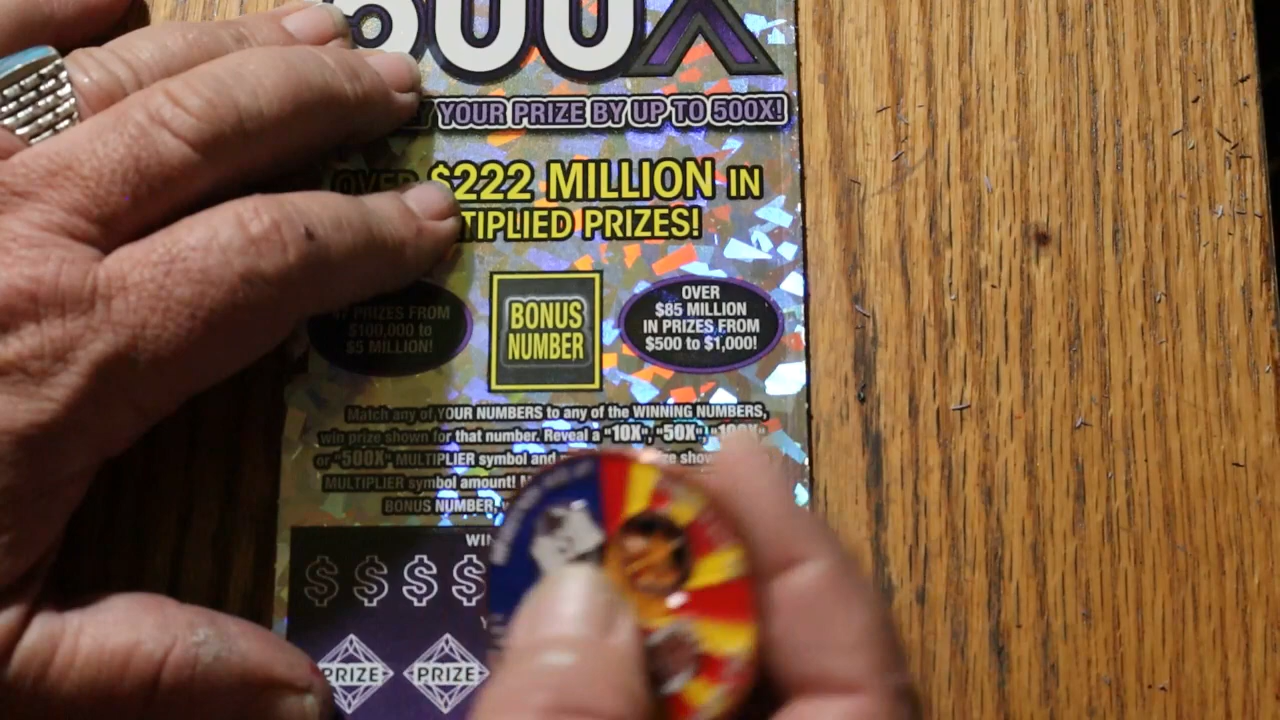 500X
YOUR PRIZE BY UP TO 500X!
OVER $222 MILLION IN
TIPLIED PRIZES!
PRIZES FROM
$100,000 to
$5 MILLION!
BONUS
NUMBER
OVER
$85 MILLION
IN PRIZES FROM
$500 to $1,000!
Match any of YOUR NUMBERS to any of the WINNING NUMBERS,
win prize shown for that number. Reveal a "10X", "50X", "100X"
or "500X" MULTIPLIER symbol and
MULTIPLIER symbol amount!
BONUS NUMBER,
WIN
$ $ $ $
PRIZE PRIZE